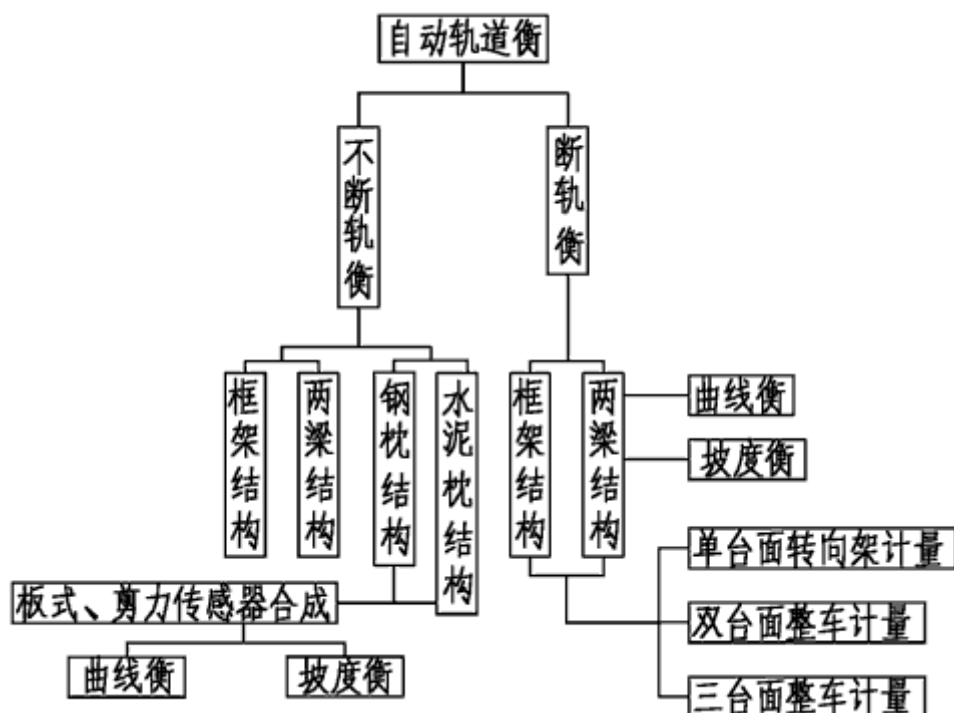 自动轨道衡
不断轨衡
断轨衡
框架结构
两梁结构
钢枕结构
水泥枕结构
框架结构
两梁结构
曲线衡
坡度衡
板式、剪力传感器合成
曲线衡
坡度衡
单台面转向架计量
双台面整车计量
三台面整车计量